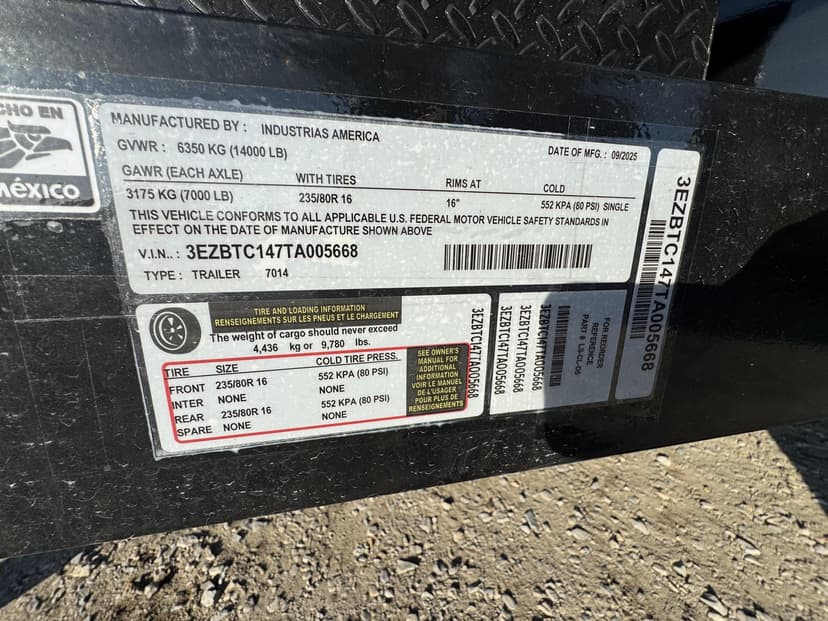 CHO EN
MÉXICO
MANUFACTURED BY : INDUSTRIAS AMERICA
GVWR : 6350 KG (14000 LB)
DATE OF MFG. : 09/2025
GAWR (EACH AXLE) WITH TIRES RIMS AT COLD
3175 KG (7000 LB) 235/80R 16 16" 552 KPA (80 PSI) SINGLE
THIS VEHICLE CONFORMS TO ALL APPLICABLE U.S. FEDERAL MOTOR VEHICLE SAFETY STANDARDS IN
EFFECT ON THE DATE OF MANUFACTURE SHOWN ABOVE
V.I.N.. : 3EZBTC147TA005668
TYPE : TRAILER 7014
3EZBTC147TA005668
TIRE AND LOADING INFORMATION
RENSEIGNEMENTS SUR LES PNEUS ET LE CHARGEMENT
The weight of cargo should never exceed
4,436 kg or 9,780 lbs.
TIRE SIZE COLD TIRE PRESS.
FRONT 235/80R 16 552 KPA (80 PSI)
INTER NONE NONE
REAR 235/80R 16 552 KPA (80 PSI)
SPARE NONE NONE
SEE OWNER'S
MANUAL FOR
ADDITIONAL
INFORMATION
VOIR LE MANUEL
DE L'USAGER
POUR PLUS DE
RENSEIGNEMENTS
3EZBTC147TA005668
3EZBTC147TA005668
3EZBTC147TA005668
3EZBTC147TA005668
FOR REORDER
REFERENCE
PART # LS-CL-06